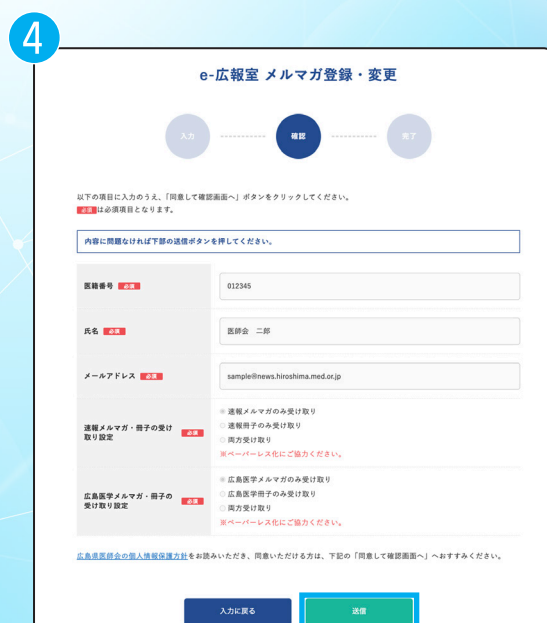 4
e-広報室 メルマガ登録・変更
入力
確認
完了
以下の項目に入力のうえ、「同意して確認画面へ」ボタンをクリックしてください。
必須 は必須項目となります。
内容に問題なければ下部の送信ボタンを押してください。
医籍番号 必須
012345
氏名 必須
医師会 二郎
メールアドレス 必須
sample@news.hiroshima.med.or.jp
速報メルマガ・冊子の受け
取り設定
必須
速報メルマガのみ受け取り
速報冊子のみ受け取り
両方受け取り
※ペーパーレス化にご協力ください。
広島医学メルマガ・冊子の
受け取り設定
必須
広島医学メルマガのみ受け取り
広島医学冊子のみ受け取り
両方受け取り
※ペーパーレス化にご協力ください。
広島県医師会の個人情報保護方針をお読みいただき、同意いただける方は、下記の「同意して確認画面へ」へおすすみください。
入力に戻る
送信